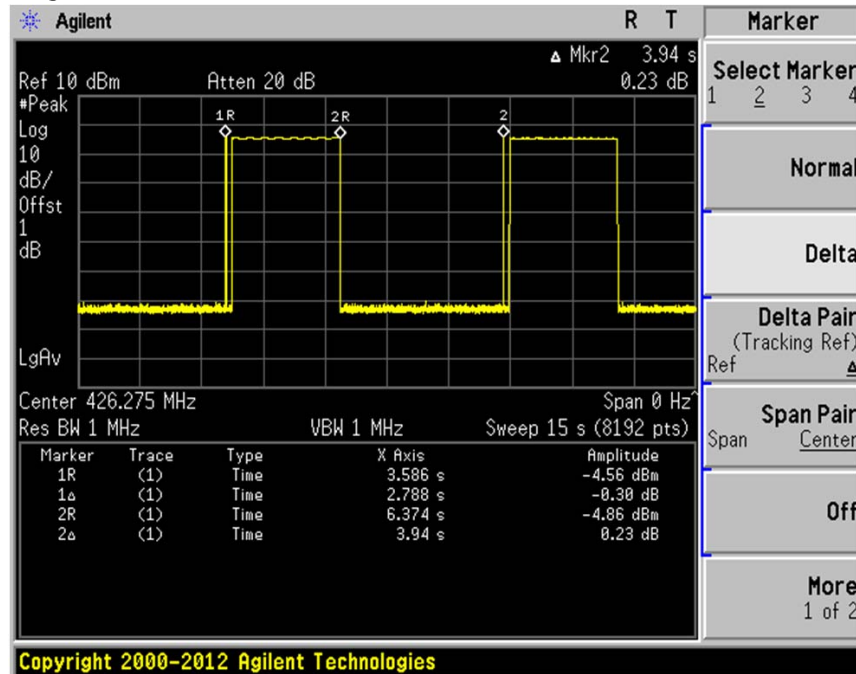 Agilent R T Marker
Δ Mkr2 3.94 s
Ref 10 dBm Atten 20 dB 0.23 dB
Select Marker
1 2 3 4
#Peak
Log
10
dB/
Offst
1
dB
LgAv
1R 2R 2
Normal
Delta
Delta Pair
(Tracking Ref)
Ref Δ
Center 426.275 MHz Span 0 Hz^
Res BW 1 MHz VBW 1 MHz Sweep 15 s (8192 pts)
Span Pair
Span Center
Marker Trace Type X Axis Amplitude
1R (1) Time 3.586 s -4.56 dBm
1Δ (1) Time 2.788 s -0.30 dB
2R (1) Time 6.374 s -4.86 dBm
2Δ (1) Time 3.94 s 0.23 dB
Off
More
1 of 2
Copyright 2000-2012 Agilent Technologies